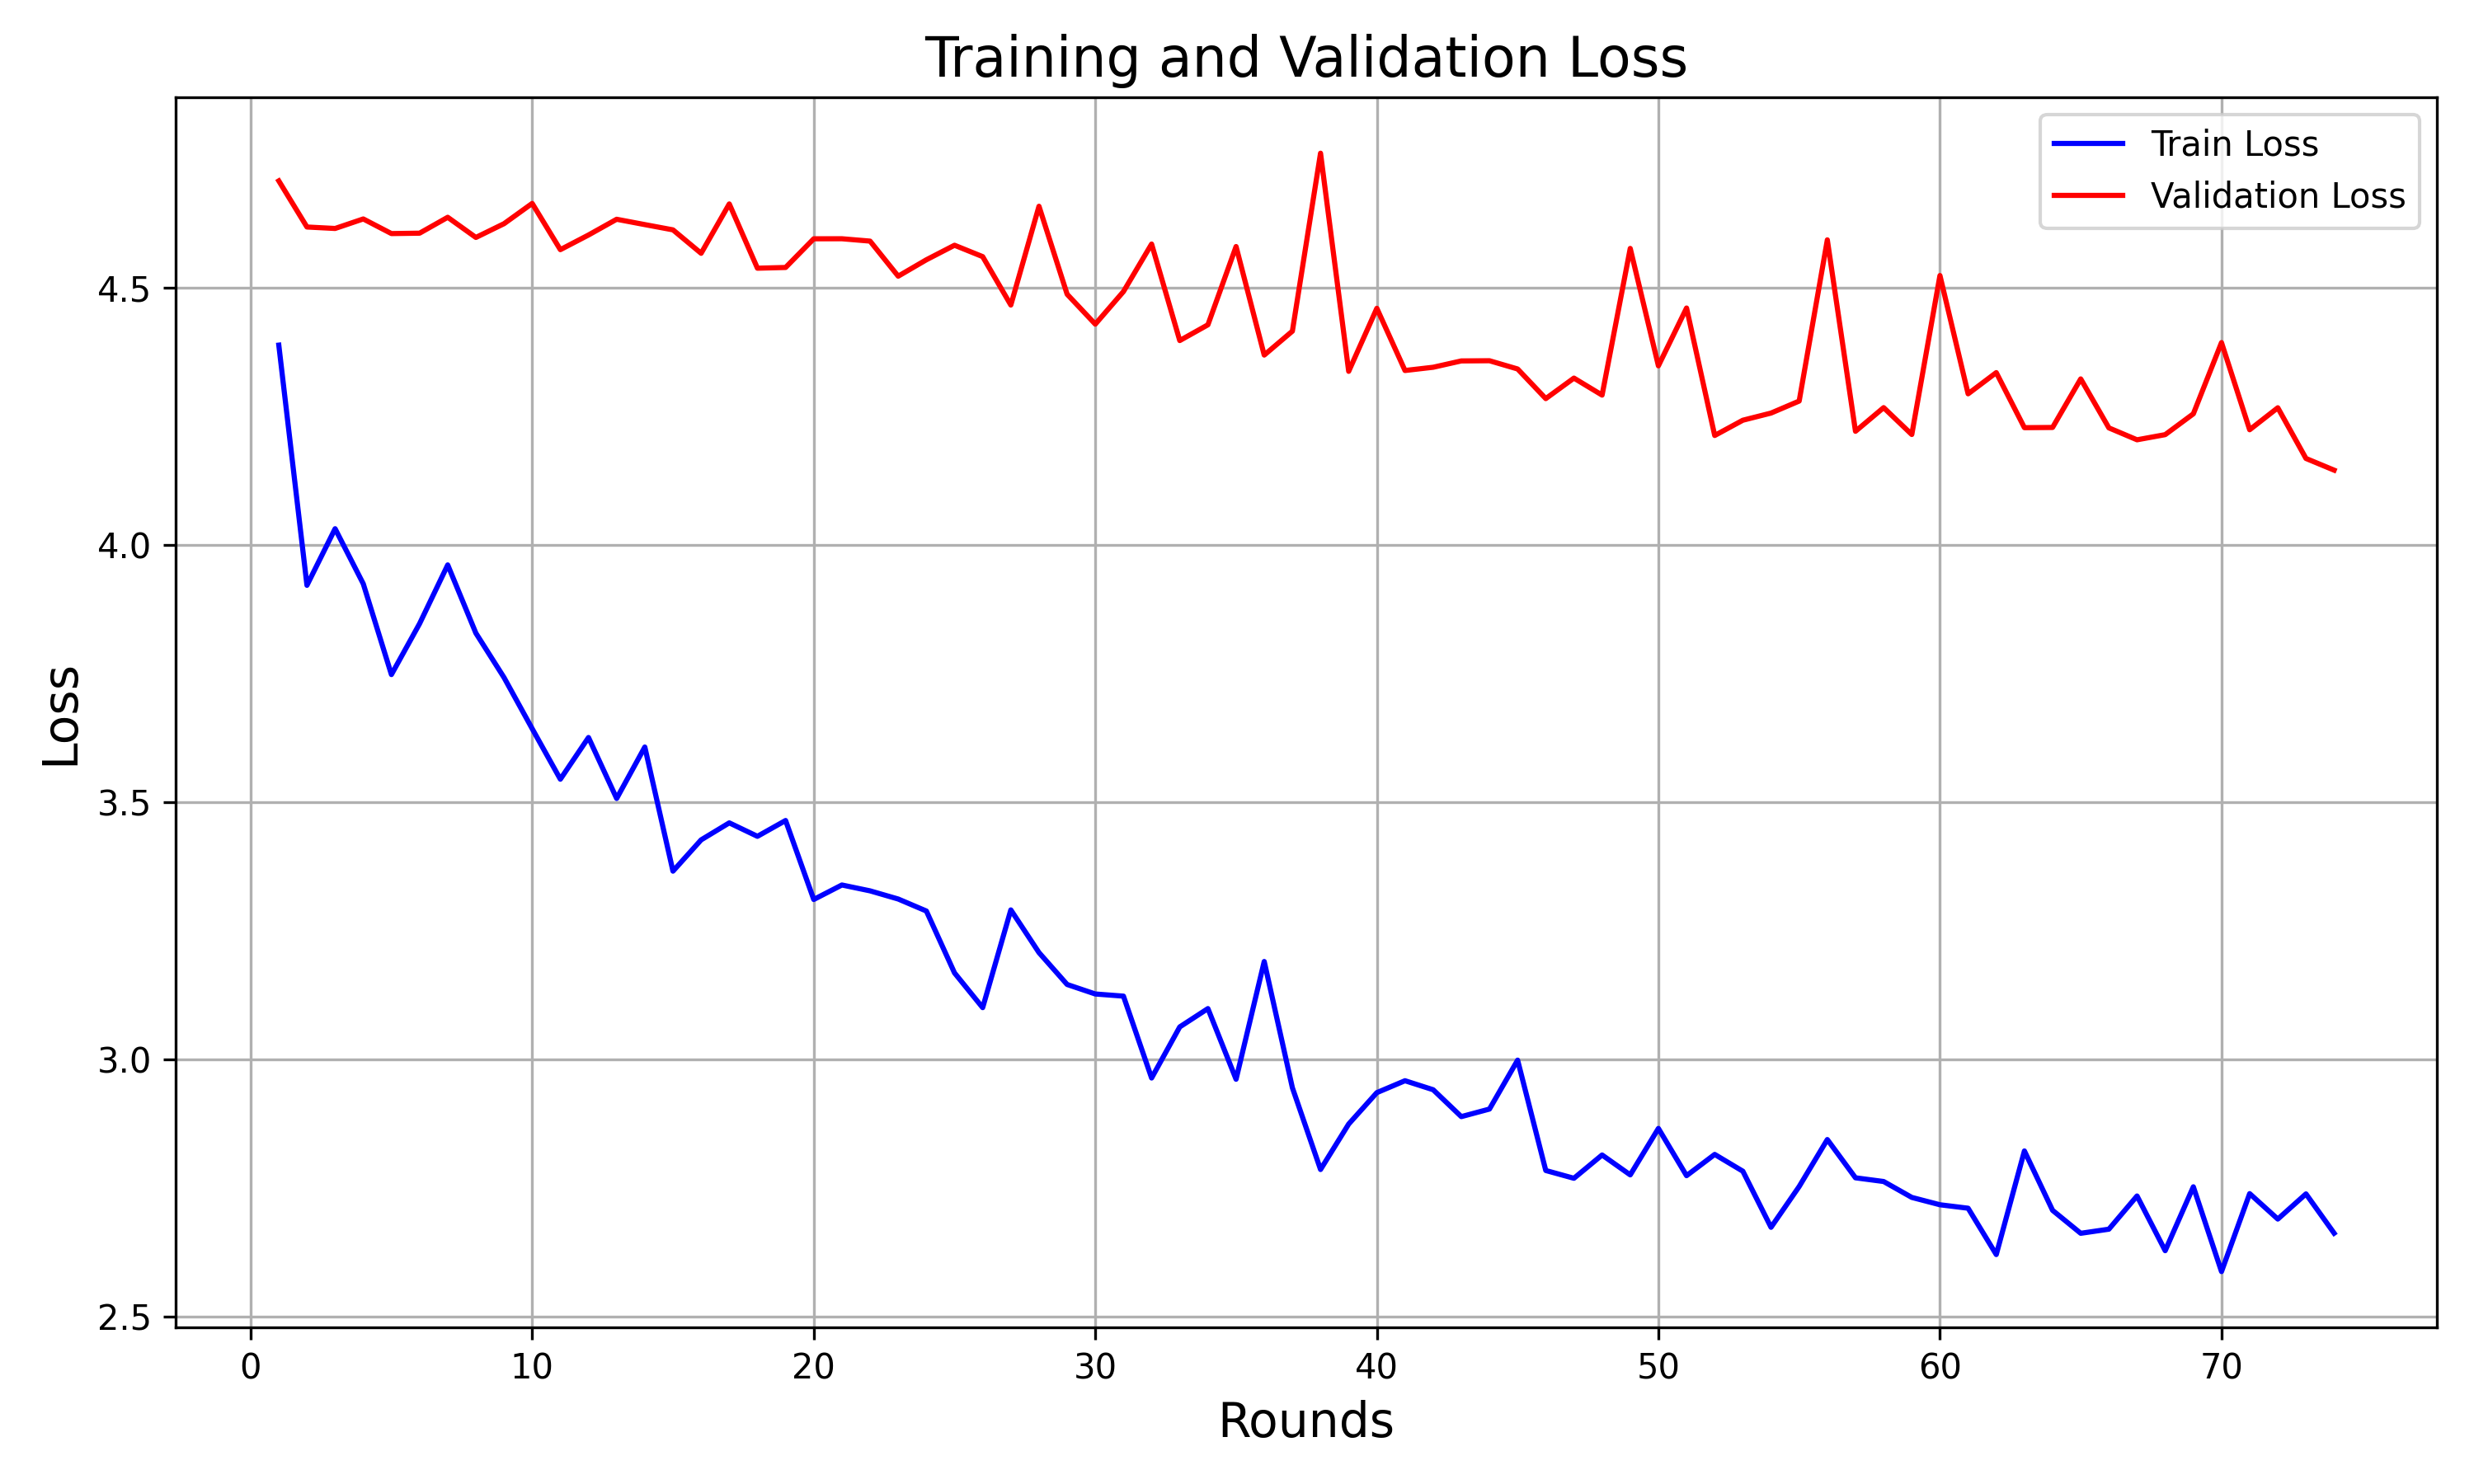 Training and Validation Loss
Train Loss
Validation Loss
Loss
4.5
4.0
3.5
3.0
2.5
0 10 20 30 40 50 60 70
Rounds